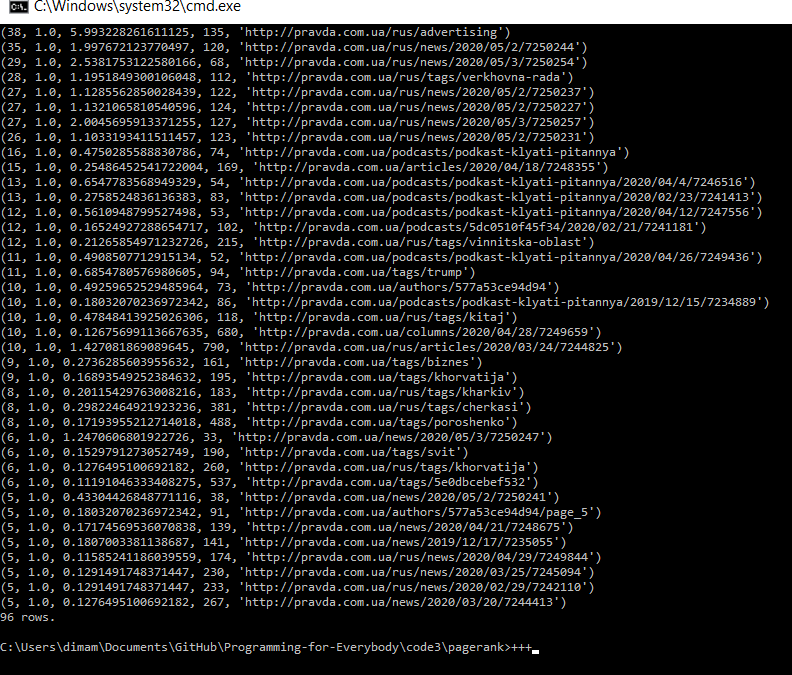 C:\Windows\system32\cmd.exe
(38, 1.0, 5.993228261611125, 135, 'http://pravda.com.ua/rus/advertising')
(35, 1.0, 1.997672123770497, 120, 'http://pravda.com.ua/rus/news/2020/05/2/7250244')
(29, 1.0, 2.5381753122580166, 68, 'http://pravda.com.ua/rus/news/2020/05/3/7250254')
(28, 1.0, 1.1951849300106048, 112, 'http://pravda.com.ua/rus/tags/verkhovna-rada')
(27, 1.0, 1.1285562850028439, 122, 'http://pravda.com.ua/rus/news/2020/05/2/7250237')
(27, 1.0, 1.1321065810540596, 124, 'http://pravda.com.ua/rus/news/2020/05/2/7250227')
(27, 1.0, 2.0045695913371255, 127, 'http://pravda.com.ua/rus/news/2020/05/3/7250257')
(26, 1.0, 1.1033193411511457, 123, 'http://pravda.com.ua/rus/news/2020/05/2/7250231')
(16, 1.0, 0.4750285588830786, 74, 'http://pravda.com.ua/podcasts/podkast-klyati-pitannya')
(15, 1.0, 0.25486452541722004, 169, 'http://pravda.com.ua/articles/2020/04/18/7248355')
(13, 1.0, 0.6547783568949329, 54, 'http://pravda.com.ua/podcasts/podkast-klyati-pitannya/2020/04/4/7246516')
(13, 1.0, 0.2758524836136383, 83, 'http://pravda.com.ua/podcasts/podkast-klyati-pitannya/2020/02/23/7241413')
(12, 1.0, 0.5610948799527498, 53, 'http://pravda.com.ua/podcasts/podkast-klyati-pitannya/2020/04/12/7247556')
(12, 1.0, 0.16524927288654717, 102, 'http://pravda.com.ua/podcasts/5dc0510f45f34/2020/02/21/7241181')
(12, 1.0, 0.21265854971232726, 215, 'http://pravda.com.ua/rus/tags/vinnitska-oblast')
(11, 1.0, 0.4908507712915134, 52, 'http://pravda.com.ua/podcasts/podkast-klyati-pitannya/2020/04/26/7249436')
(11, 1.0, 0.6854780576980605, 94, 'http://pravda.com.ua/tags/trump')
(10, 1.0, 0.49259652529485964, 73, 'http://pravda.com.ua/authors/577a53ce94d94')
(10, 1.0, 0.18032070236972342, 86, 'http://pravda.com.ua/podcasts/podkast-klyati-pitannya/2019/12/15/7234889')
(10, 1.0, 0.47848413925026306, 118, 'http://pravda.com.ua/rus/tags/kitaj')
(10, 1.0, 0.12675699113667635, 680, 'http://pravda.com.ua/columns/2020/04/28/7249659')
(10, 1.0, 1.427081869089645, 790, 'http://pravda.com.ua/rus/articles/2020/03/24/7244825')
(9, 1.0, 0.2736285603955632, 161, 'http://pravda.com.ua/tags/biznes')
(9, 1.0, 0.16893549252384632, 195, 'http://pravda.com.ua/tags/khorvatija')
(8, 1.0, 0.20115429763008216, 183, 'http://pravda.com.ua/rus/tags/kharkiv')
(8, 1.0, 0.29822464921923236, 381, 'http://pravda.com.ua/rus/tags/cherkasi')
(8, 1.0, 0.17193955212714018, 488, 'http://pravda.com.ua/tags/poroshenko')
(6, 1.0, 1.2470606801922726, 33, 'http://pravda.com.ua/news/2020/05/3/7250247')
(6, 1.0, 0.1529791273052749, 190, 'http://pravda.com.ua/tags/svit')
(6, 1.0, 0.1276495100692182, 260, 'http://pravda.com.ua/rus/tags/khorvatija')
(6, 1.0, 0.11191046333408275, 537, 'http://pravda.com.ua/tags/5e0dbcebef532')
(5, 1.0, 0.43304426848771116, 38, 'http://pravda.com.ua/news/2020/05/2/7250241')
(5, 1.0, 0.18032070236972342, 91, 'http://pravda.com.ua/authors/577a53ce94d94/page_5')
(5, 1.0, 0.17174569536070838, 139, 'http://pravda.com.ua/news/2020/04/21/7248675')
(5, 1.0, 0.1807003381138687, 141, 'http://pravda.com.ua/news/2019/12/17/7235055')
(5, 1.0, 0.11585241186039559, 174, 'http://pravda.com.ua/rus/news/2020/04/29/7249844')
(5, 1.0, 0.1291491748371447, 230, 'http://pravda.com.ua/rus/news/2020/03/25/7245094')
(5, 1.0, 0.1291491748371447, 233, 'http://pravda.com.ua/rus/news/2020/02/29/7242110')
(5, 1.0, 0.1276495100692182, 267, 'http://pravda.com.ua/news/2020/03/20/7244413')
96 rows.
C:\Users\dimam\Documents\GitHub\Programming-for-Everybody\code3\pagerank>+++_